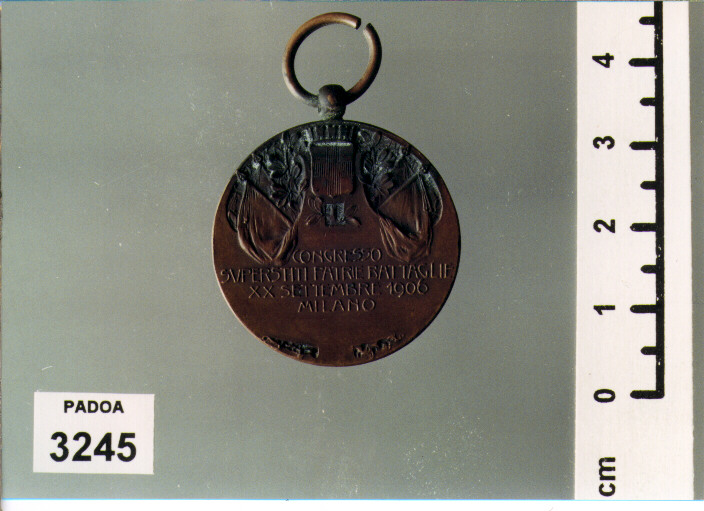 CONGRESSO
SVPERSTITI PATRIE BATTAGLIE
XX SETTEMBRE 1906
MILANO
PADOA
3245
4
3
2
1
0
cm